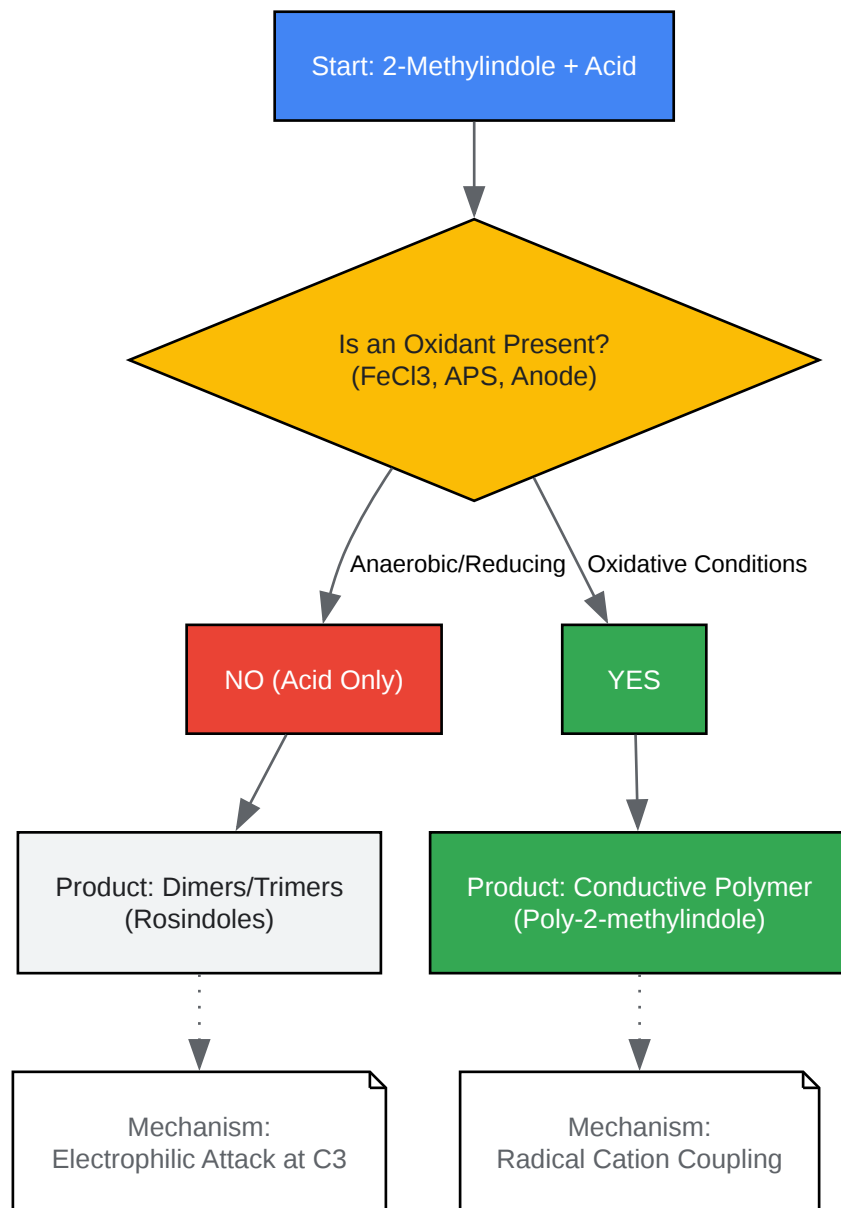 Start: 2-Methylindole + Acid
Is an Oxidant Present?
(FeCl3, APS, Anode)
Anaerobic/Reducing
Oxidative Conditions
NO (Acid Only)
YES
Product: Dimers/Trimers
(Rosindoles)
Product: Conductive Polymer
(Poly-2-methylindole)
Mechanism:
Electrophilic Attack at C3
Mechanism:
Radical Cation Coupling